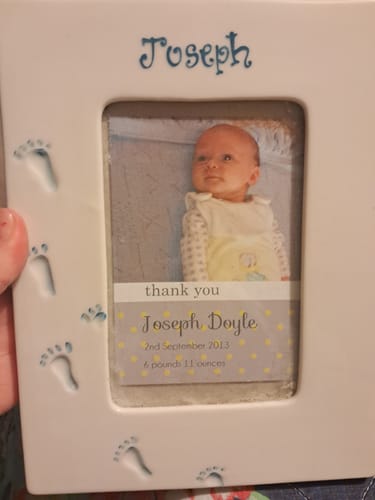 Joseph
thank you
Joseph Doyle
2nd September 2013
6 pounds 11 ounces